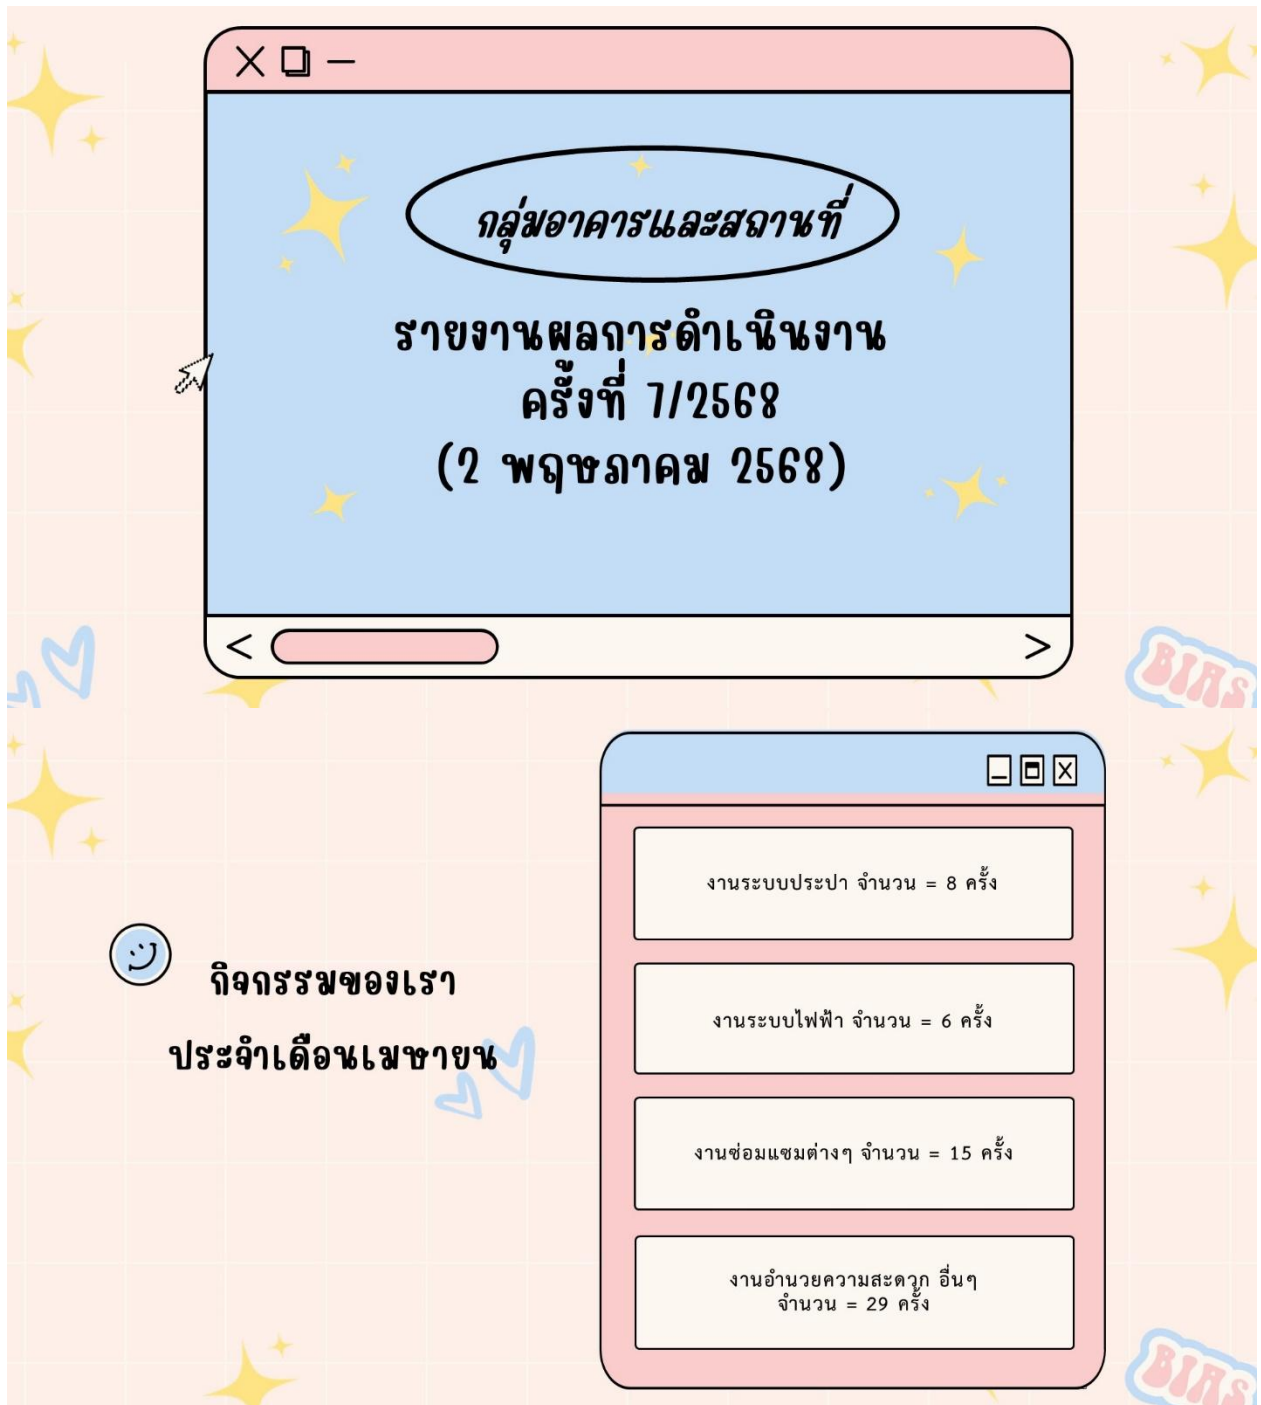 กลุ่มอาคารและสถานที่
รายงานผลการดำเนินงาน
ครั้งที่ 7/2568
(2 พฤษภาคม 2568)
BIAS
กิจกรรมของเรา
ประจำเดือนเมษายน
งานระบบประปา จำนวน = 8 ครั้ง
งานระบบไฟฟ้า จำนวน = 6 ครั้ง
งานซ่อมแซมต่างๆ จำนวน = 15 ครั้ง
งานอำนวยความสะดวก อื่นๆ
จำนวน = 29 ครั้ง
BIAS